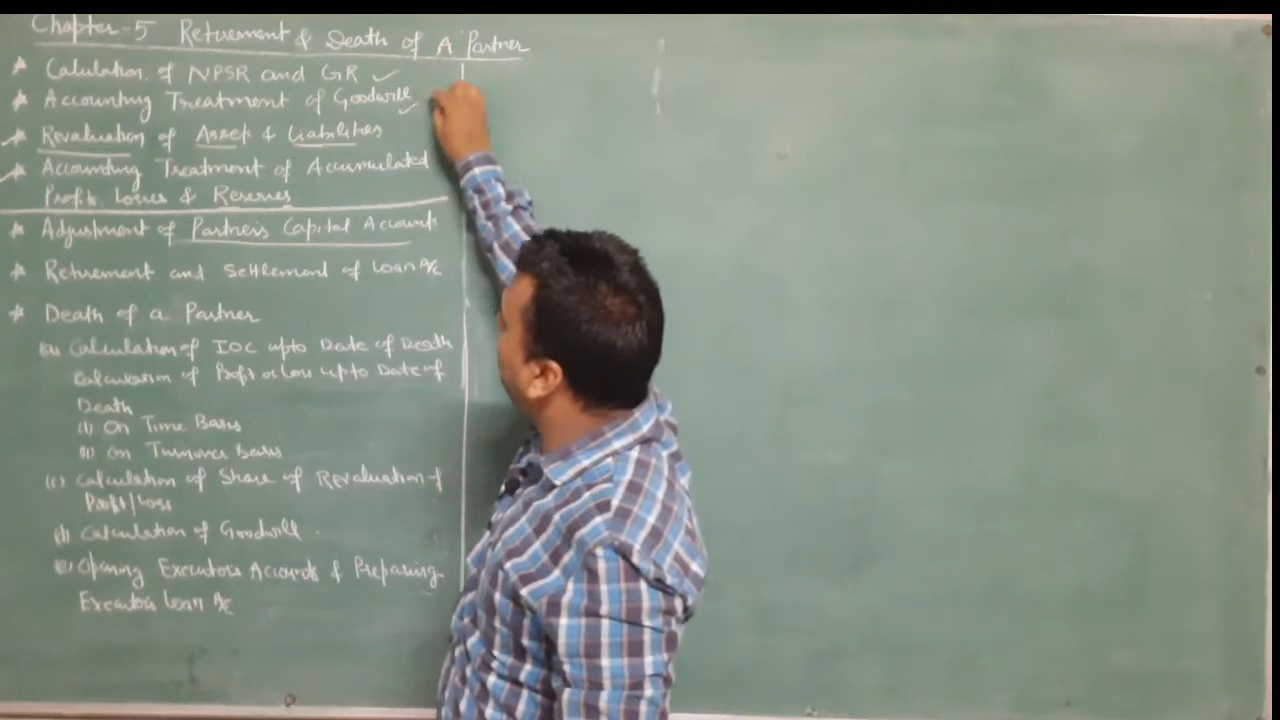 Chapter-5 Retirement & Death of A Partner
★ Calculation of NPSR and GR ✓
★ Accounting Treatment of Goodwill ✓
★ Revaluation of Assets & Liabilities
★ Accounting Treatment of Accumulated
Profits, Losses & Reserves
★ Adjustment of Partners Capital Accounts
★ Retirement and Settlement of Loan A/c
★ Death of a Partner
(a) Calculation of IOC upto Date of Death
Calculation of Profit or Loss up to Date of
Death
(i) On Time Basis
(ii) On Turnover Basis
(c) Calculation of Share of Revaluation of
Profit/Loss
(d) Calculation of Goodwill
(e) Opening Executors Accounts & Preparing
Executors Loan A/c